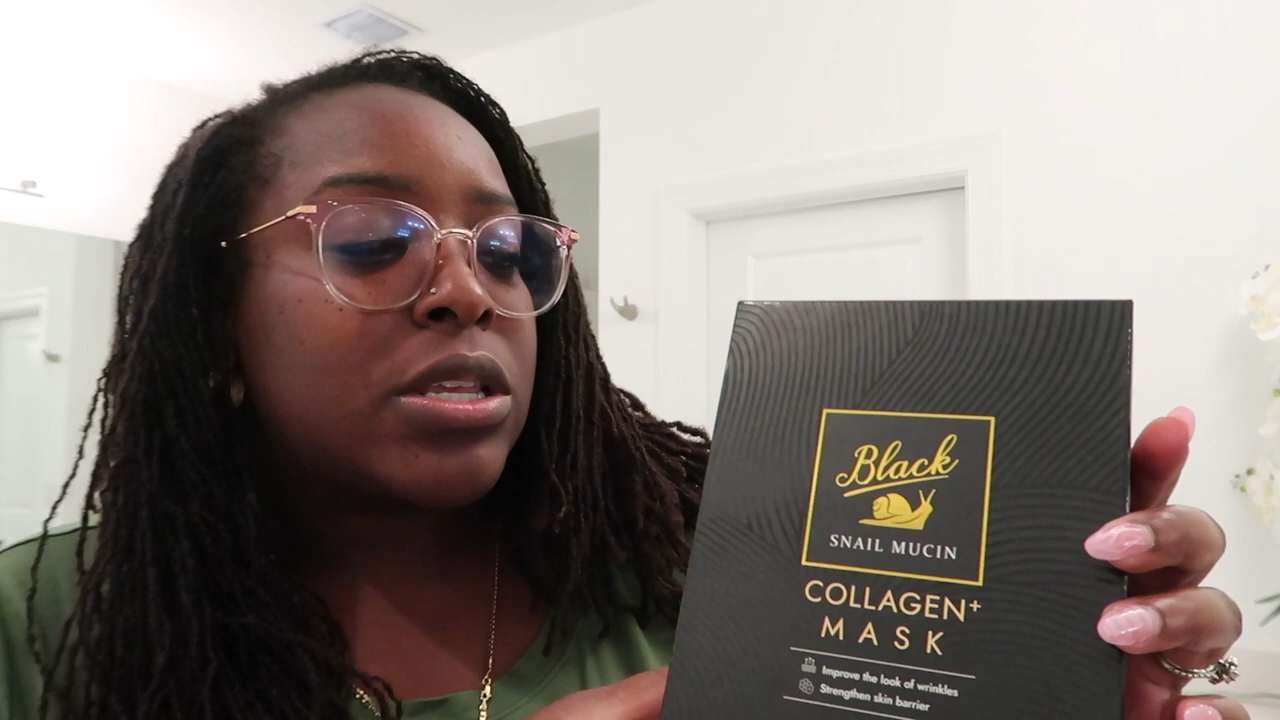 Black
SNAIL MUCIN
COLLAGEN+
MASK
Improve the look of wrinkles
Strengthen skin barrier